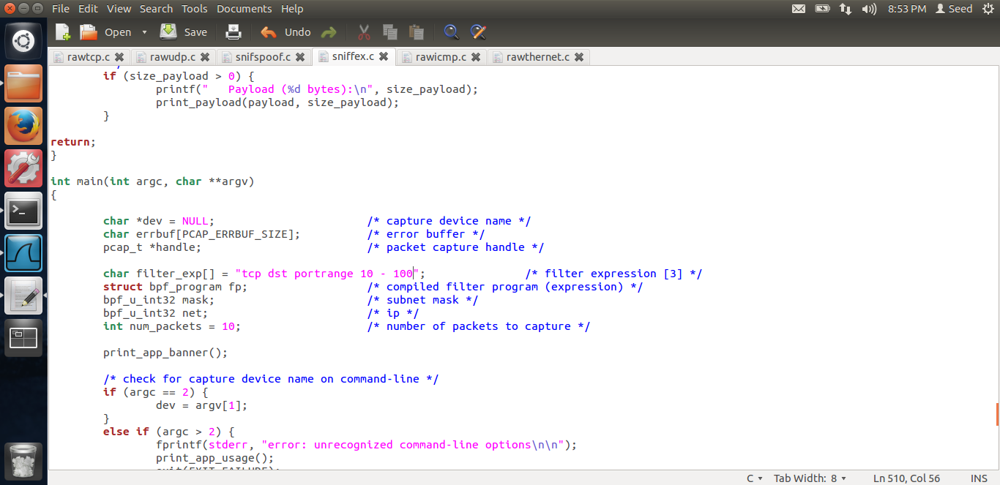 File Edit View Search Tools Documents Help 8:53 PM Seed
Open Save Undo
rawtcp.c rawudp.c snifspoof.c sniffex.c rawicmp.c rawthernet.c
if (size_payload > 0) {
printf("   Payload (%d bytes):\n", size_payload);
print_payload(payload, size_payload);
}
return;
}
int main(int argc, char **argv)
{
char *dev = NULL; /* capture device name */
char errbuf[PCAP_ERRBUF_SIZE]; /* error buffer */
pcap_t *handle; /* packet capture handle */
char filter_exp[] = "tcp dst portrange 10 - 100"; /* filter expression [3] */
struct bpf_program fp; /* compiled filter program (expression) */
bpf_u_int32 mask; /* subnet mask */
bpf_u_int32 net; /* ip */
int num_packets = 10; /* number of packets to capture */
print_app_banner();
/* check for capture device name on command-line */
if (argc == 2) {
dev = argv[1];
}
else if (argc > 2) {
fprintf(stderr, "error: unrecognized command-line options\n\n");
print_app_usage();
exit(EXIT_FAILURE);
C Tab Width: 8 Ln 510, Col 56 INS